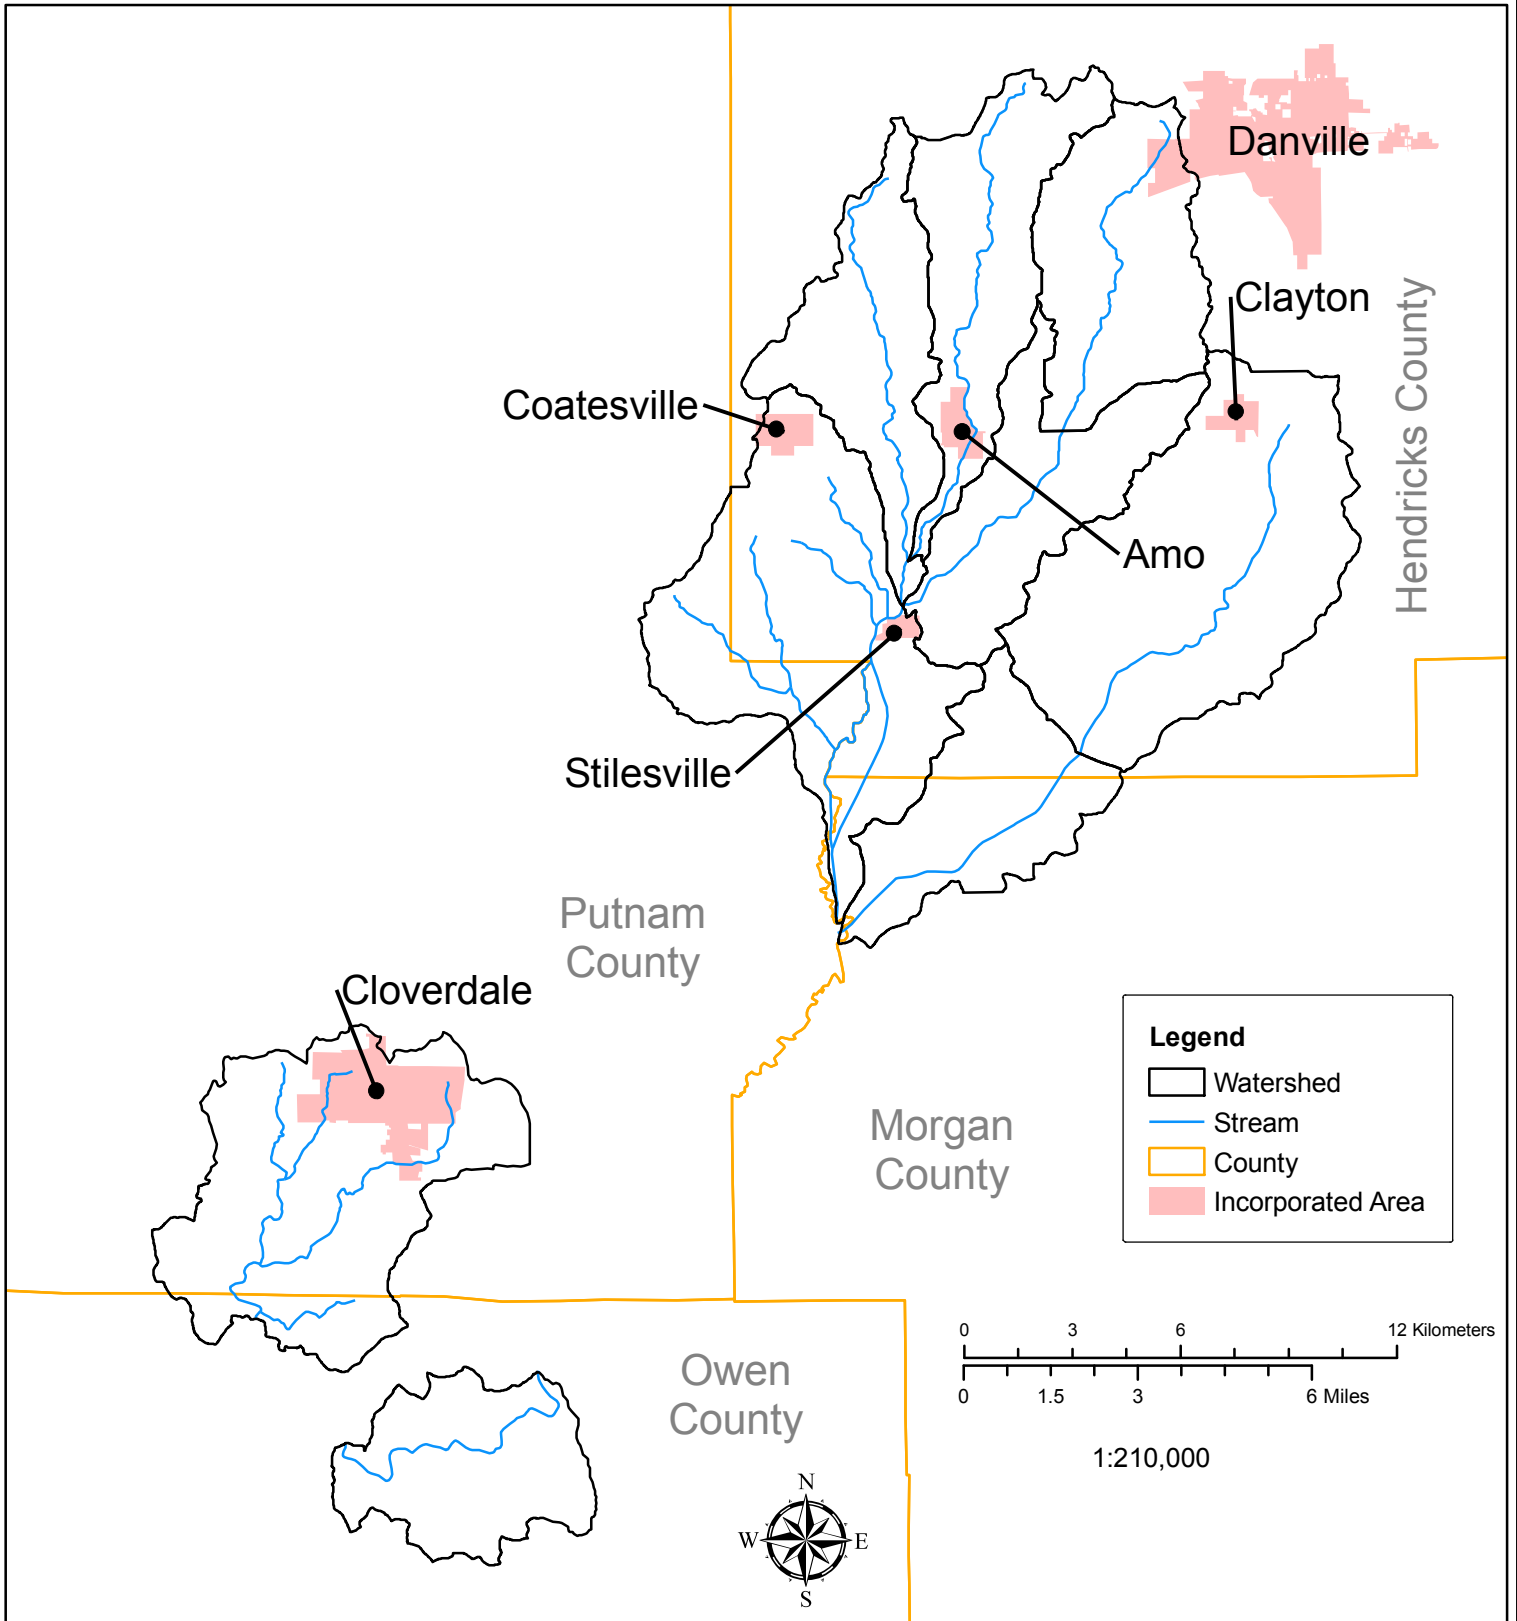 Danville
Clayton
Hendricks County
Coatesville
Amo
Stilesville
Putnam
County
Cloverdale
Morgan
County
Legend
Watershed
Stream
County
Incorporated Area
0 3 6 12 Kilometers
0 1.5 3 6 Miles
1:210,000
Owen
County
N
W E
S